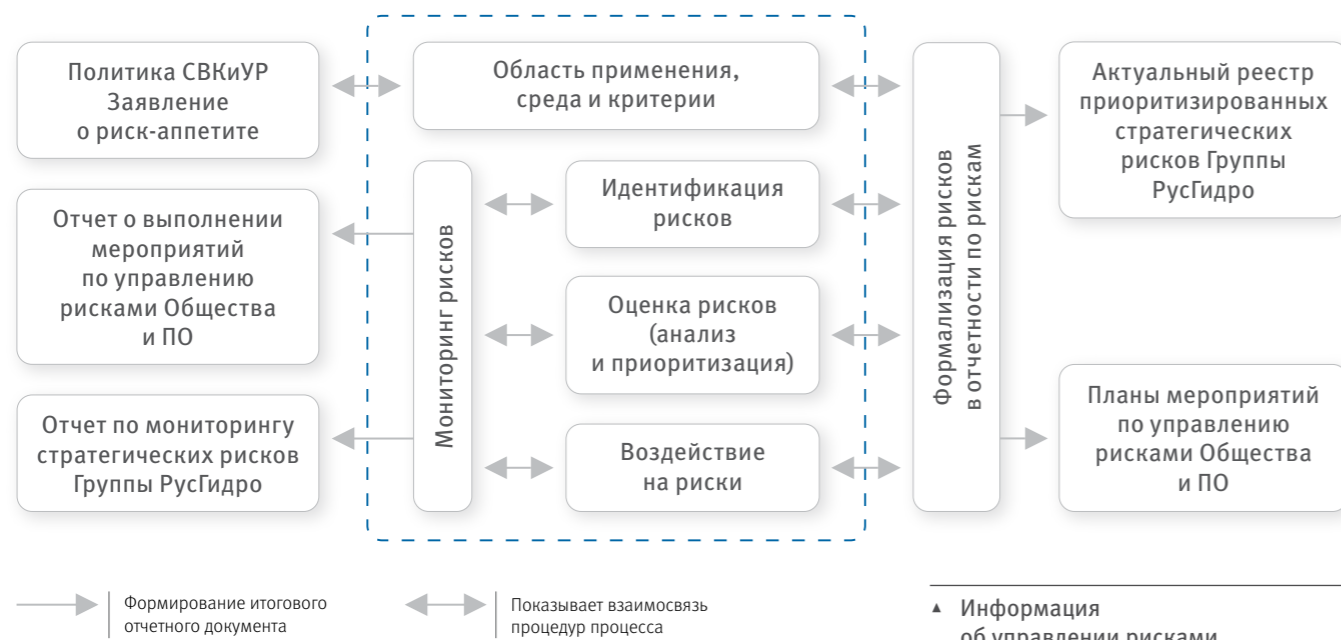 Политика СВКиУР
Заявление
о риск-аппетите
Отчет о выполнении
мероприятий
по управлению
рисками Общества
и ПО
Отчет по мониторингу
стратегических рисков
Группы РусГидро
Область применения,
среда и критерии
Мониторинг рисков
Идентификация
рисков
Оценка рисков
(анализ
и приоритизация)
Воздействие
на риски
Формализация рисков
в отчетности по рискам
Актуальный реестр
приоритизированных
стратегических
рисков Группы
РусГидро
Планы мероприятий
по управлению
рисками Общества
и ПО
Формирование итогового
отчетного документа
Показывает взаимосвязь
процедур процесса
▲ Информация
об управлении рисками